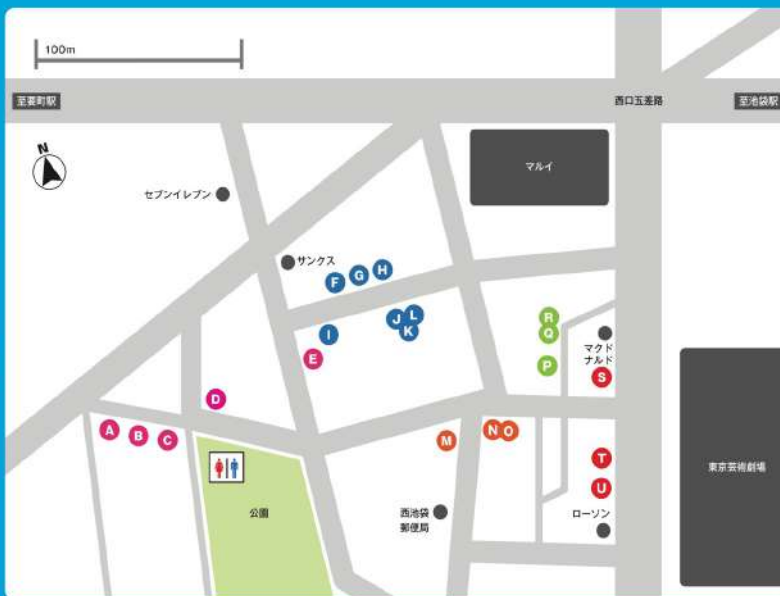 100m
至要町駅
西口五差路
至池袋駅
N
マルイ
セブンイレブン
サンクス
F
G
H
I
J
L
K
E
R
Q
P
マクド
ナルド
S
D
A
B
C
M
N
O
T
U
東京芸術劇場
公園
西池袋
郵便局
ローソン